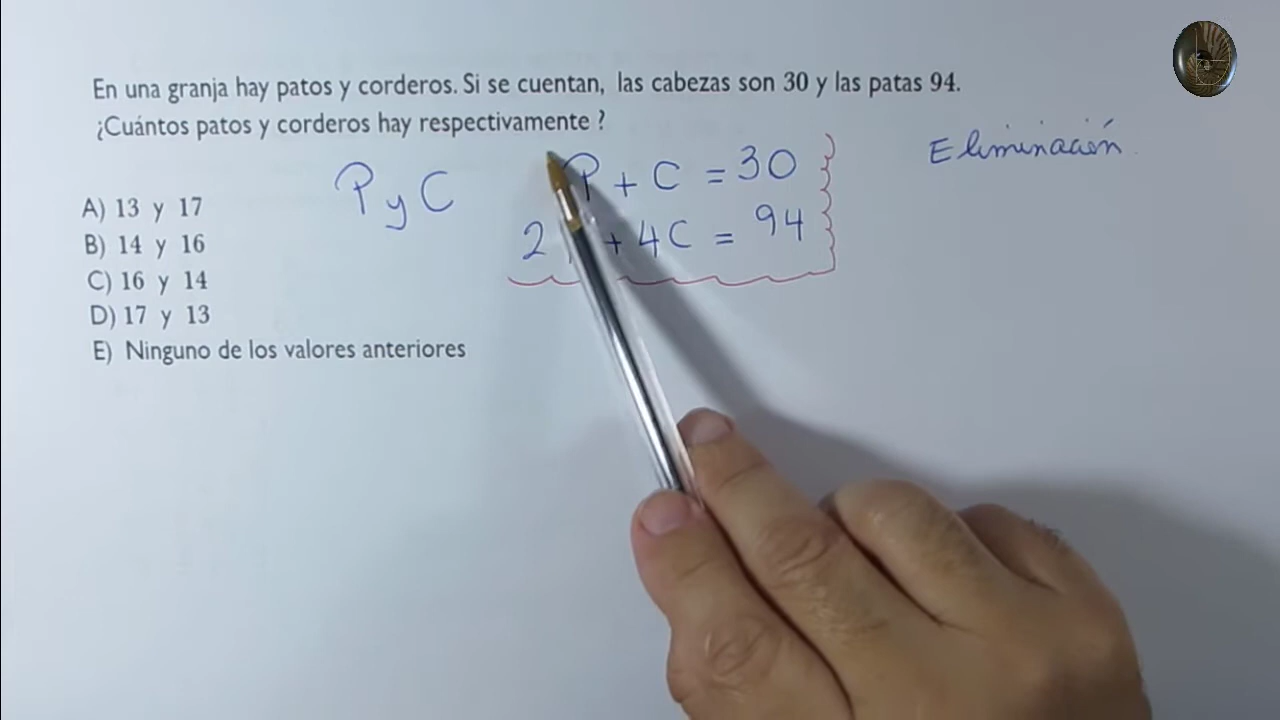 En una granja hay patos y corderos. Si se cuentan, las cabezas son 30 y las patas 94.
¿Cuántos patos y corderos hay respectivamente ?
Eliminación
P y C
P + C = 30
2 + 4C = 94
A) 13 y 17
B) 14 y 16
C) 16 y 14
D) 17 y 13
E) Ninguno de los valores anteriores